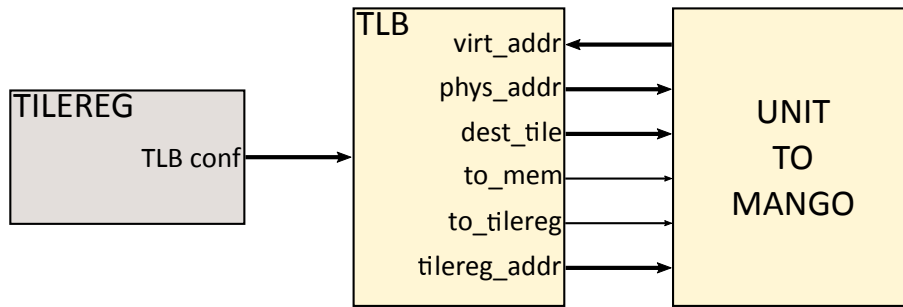 TILEREG
TLB conf
TLB
virt_addr
phys_addr
dest_tile
to_mem
to_tilereg
tilereg_addr
UNIT
TO
MANGO